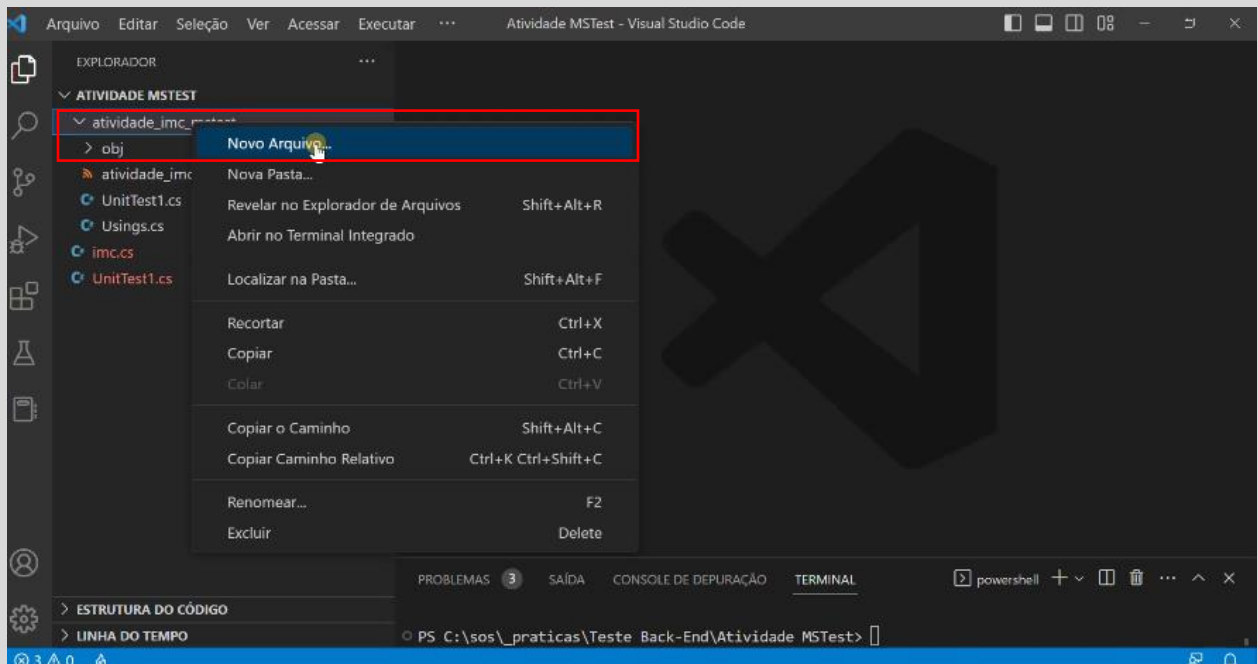 Arquivo Editar Seleção Ver Acessar Executar ··· Atividade MSTest - Visual Studio Code
EXPLORADOR ···
ATIVIDADE MSTEST
atividade_imc_mstest
obj
atividade_imc
UnitTest1.cs
Usings.cs
imc.cs
UnitTest1.cs
Novo Arquivo...
Nova Pasta...
Revelar no Explorador de Arquivos Shift+Alt+R
Abrir no Terminal Integrado
Localizar na Pasta... Shift+Alt+F
Recortar Ctrl+X
Copiar Ctrl+C
Colar Ctrl+V
Copiar o Caminho Shift+Alt+C
Copiar Caminho Relativo Ctrl+K Ctrl+Shift+C
Renomear... F2
Excluir Delete
PROBLEMAS 3 SAÍDA CONSOLE DE DEPURAÇÃO TERMINAL powershell
ESTRUTURA DO CÓDIGO
LINHA DO TEMPO
PS C:\sos\_praticas\Teste Back-End\Atividade MSTest>
3 0